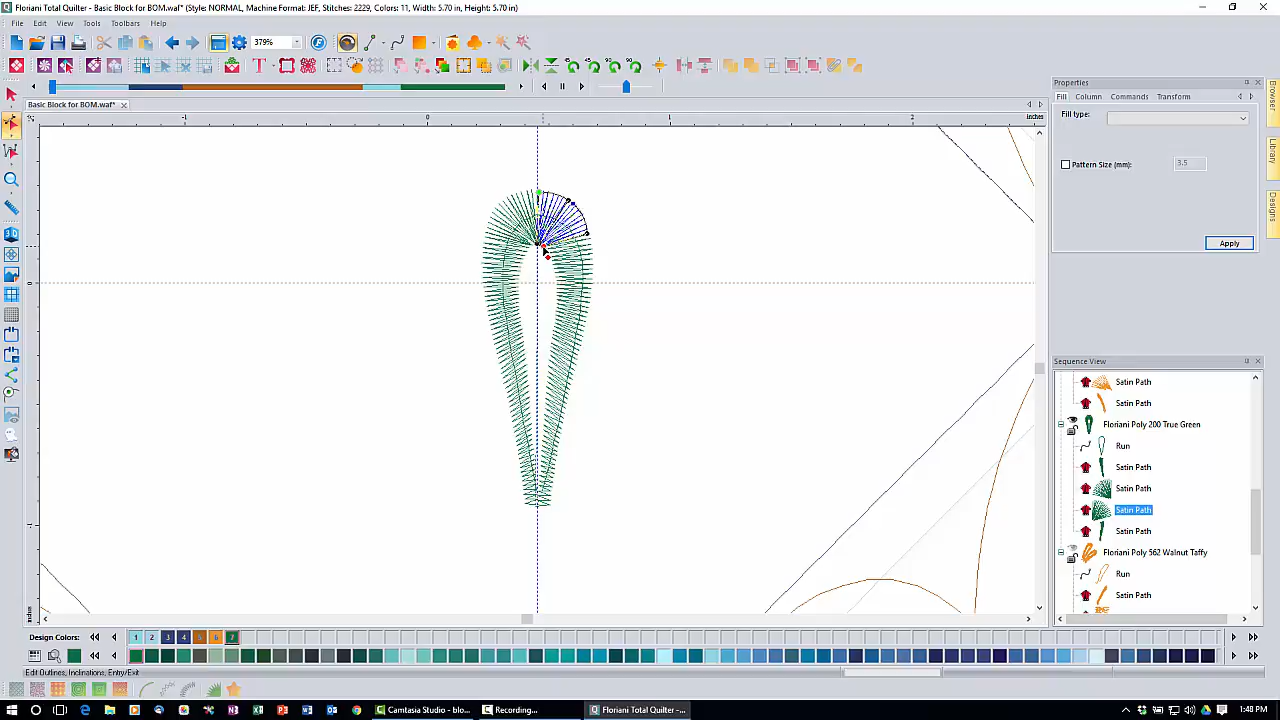 Floriani Total Quilter - Basic Block for BOM.waf* (Style: NORMAL, Machine Format: JEF, Stitches: 2229, Colors: 11, Width: 5.70 in, Height: 5.70 in)
File Edit View Tools Toolbars Help
379%
Basic Block for BOM.waf*
1 0 1 inches
0
inches
Properties
Fill Column Commands Transform
Fill type:
Pattern Size (mm): 3.5
Apply
Browser
Library
Designs
Sequence View
Satin Path
Satin Path
Floriani Poly 200 True Green
Run
Satin Path
Satin Path
Satin Path
Satin Path
Floriani Poly 562 Walnut Taffy
Run
Satin Path
Design Colors: 1 2 3 4 5 6 7
Edit Outlines, Inclinations, Entry/Exit
Camtasia Studio - blo...
Recording...
Floriani Total Quilter -...
1:48 PM